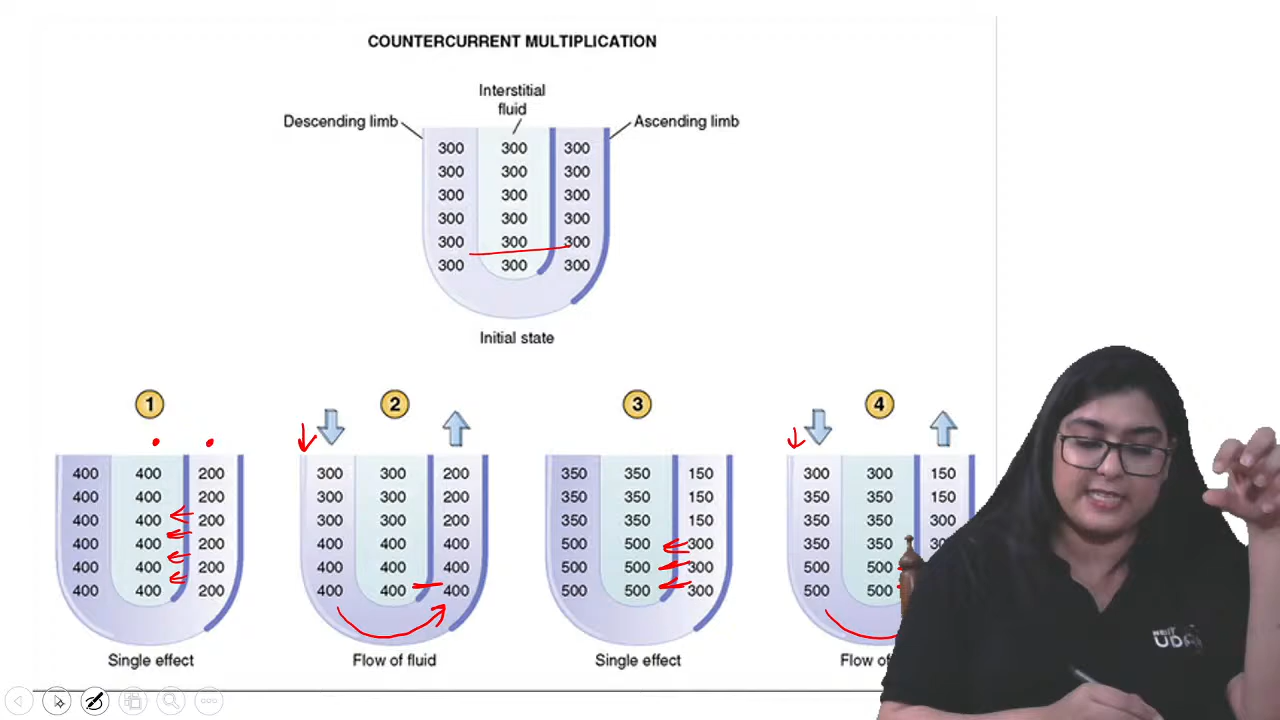 COUNTERCURRENT MULTIPLICATION
Interstitial
fluid
Descending limb
Ascending limb
300 300 300
300 300 300
300 300 300
300 300 300
300 300 300
300 300 300
Initial state
1
400 400 200
400 400 200
400 400 200
400 400 200
400 400 200
400 400 200
Single effect
2
300 300 200
300 300 200
300 300 200
400 400 400
400 400 400
400 400 400
Flow of fluid
3
350 350 150
350 350 150
350 350 150
500 500 300
500 500 300
500 500 300
Single effect
4
300 300 150
350 350 150
350 350 300
350 350
500 500
500 500
Flow of